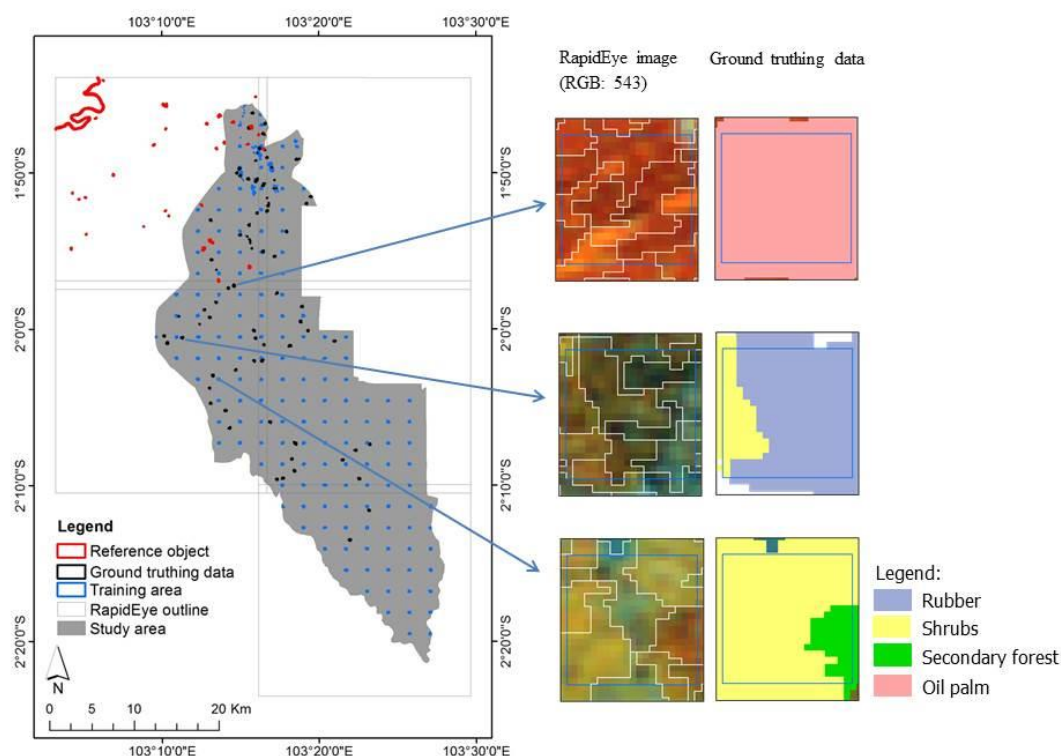 103°10'0"E
103°20'0"E
103°30'0"E
1°50'0"S
2°0'0"S
2°10'0"S
2°20'0"S
1°50'0"S
2°0'0"S
2°10'0"S
2°20'0"S
Legend
Reference object
Ground truthing data
Training area
RapidEye outline
Study area
N
0 5 10 20 Km
103°10'0"E
103°20'0"E
103°30'0"E
RapidEye image
(RGB: 543)
Ground truthing data
Legend:
Rubber
Shrubs
Secondary forest
Oil palm